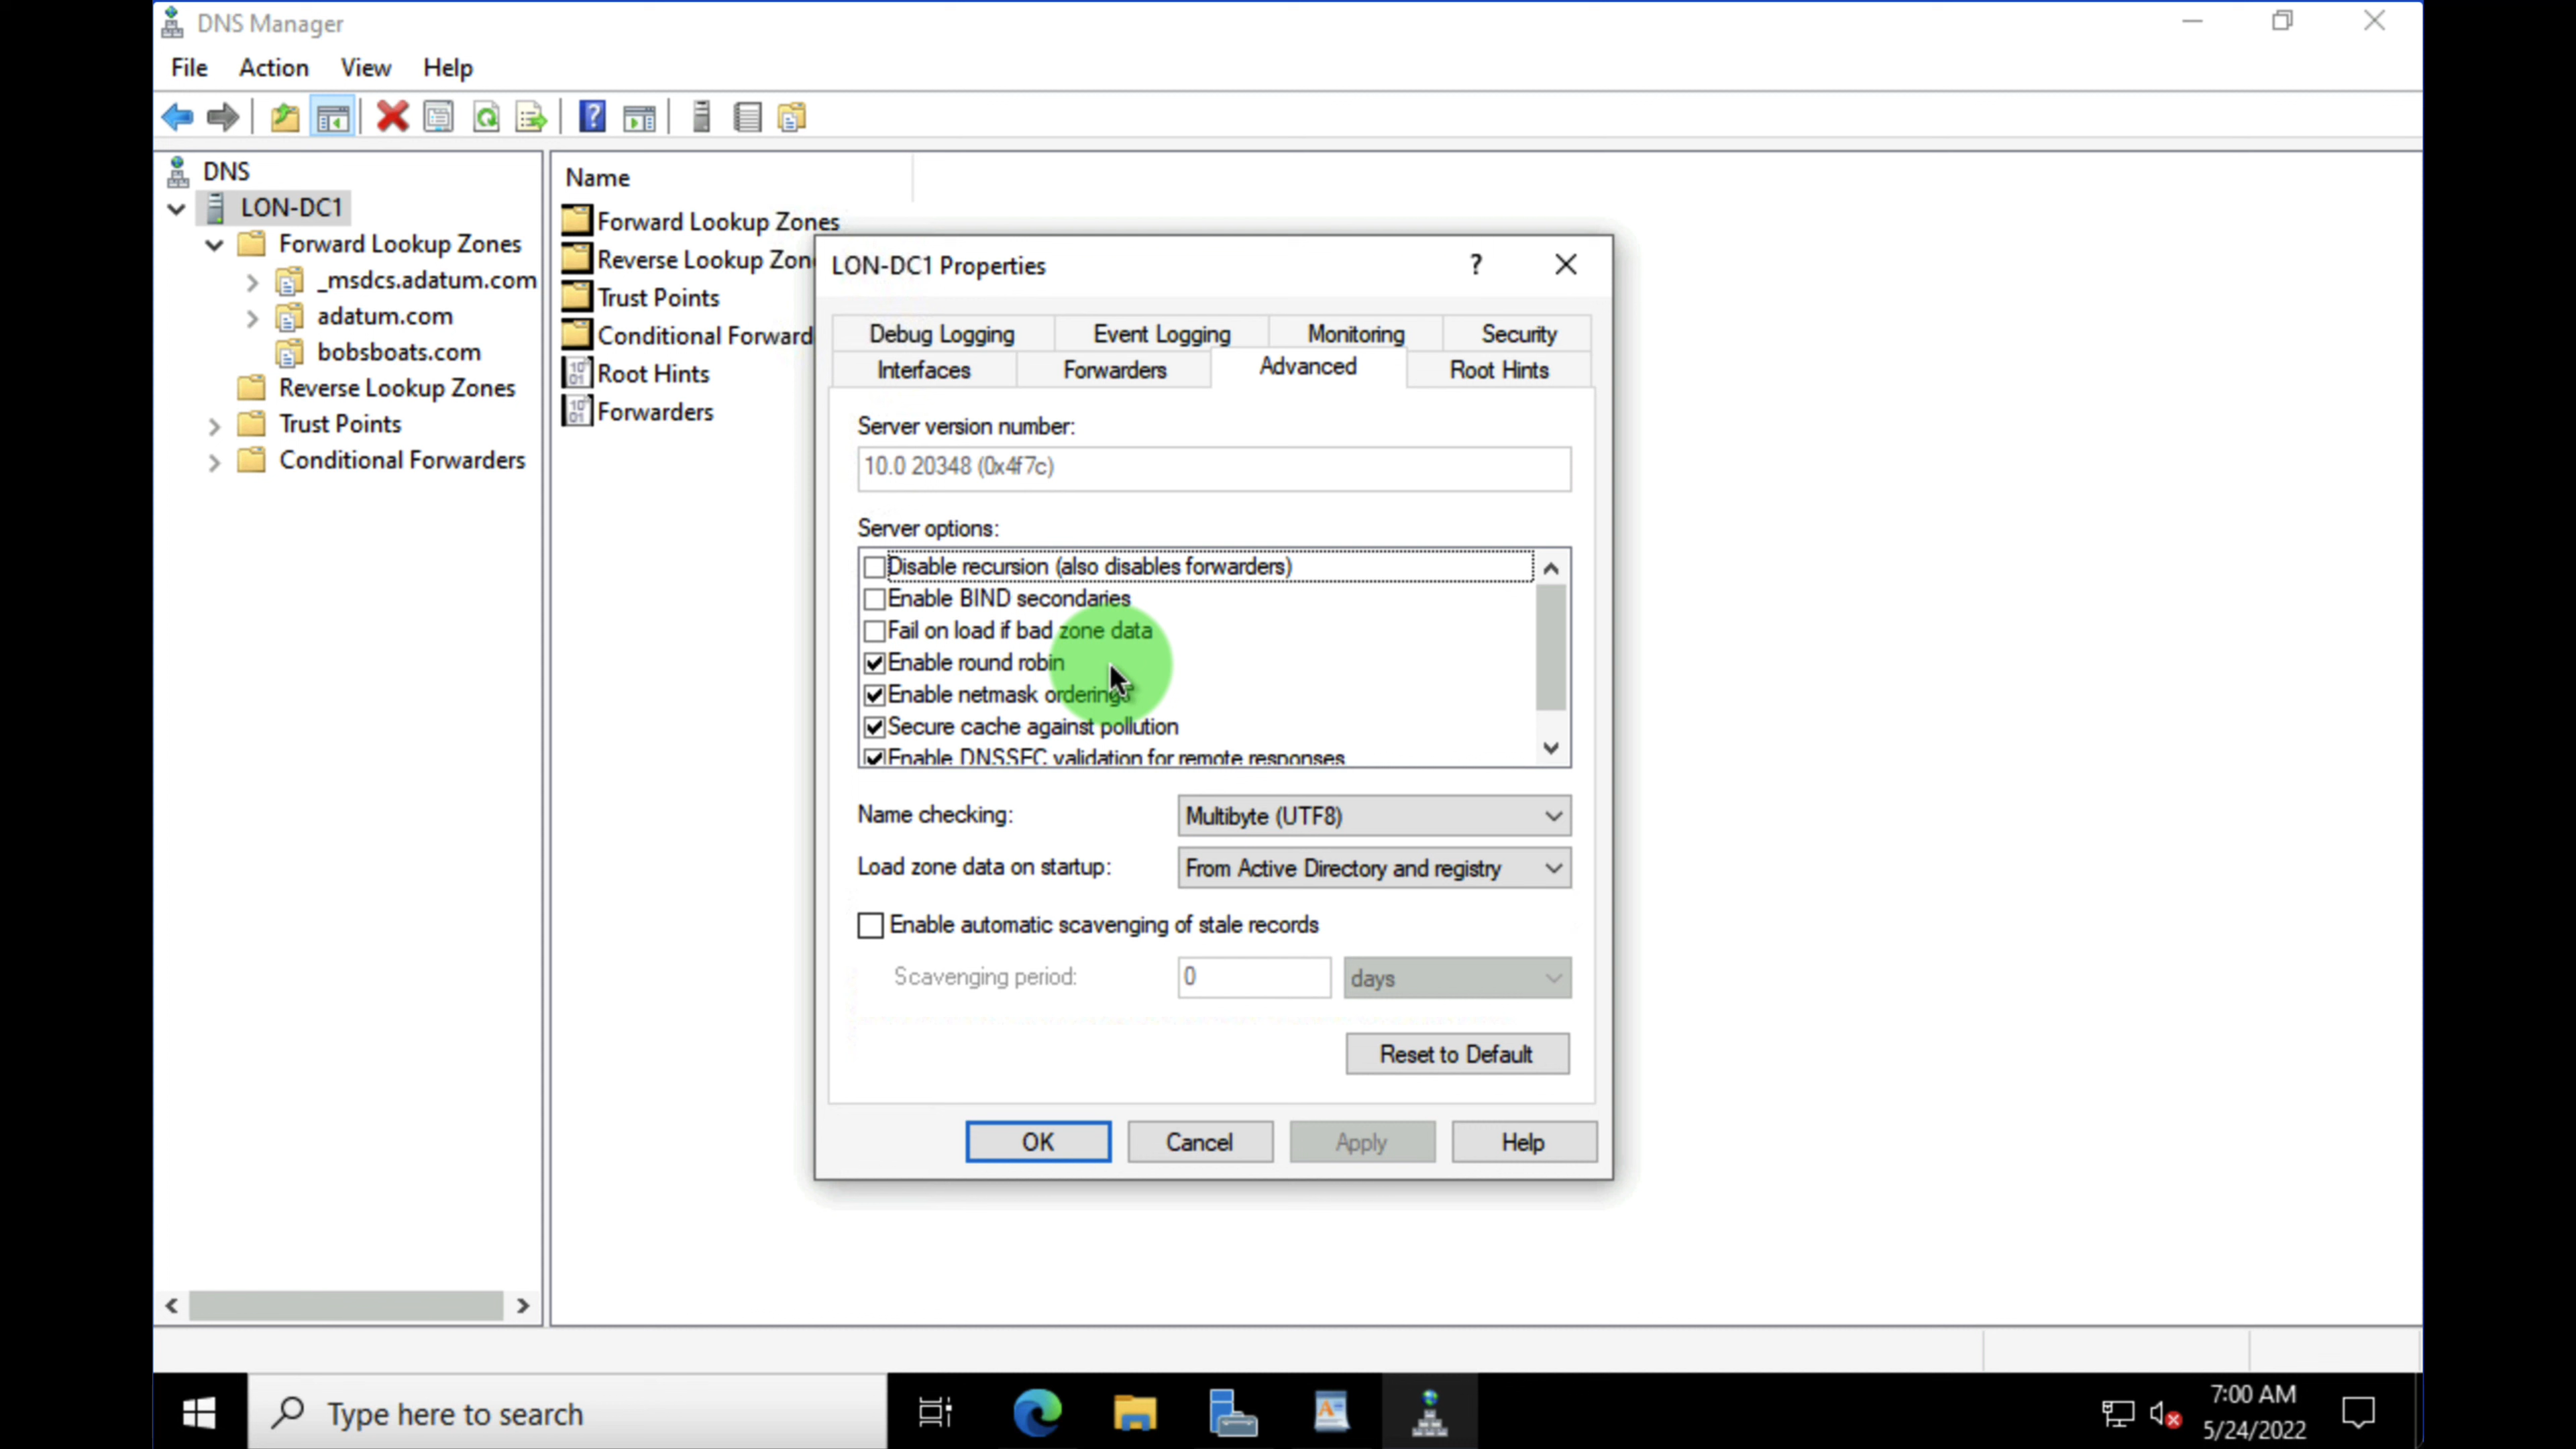 DNS Manager
File Action View Help
DNS
LON-DC1
Forward Lookup Zones
_msdcs.adatum.com
adatum.com
bobsboats.com
Reverse Lookup Zones
Trust Points
Conditional Forwarders
Name
Forward Lookup Zones
Reverse Lookup Zon
Trust Points
Conditional Forward
Root Hints
Forwarders
LON-DC1 Properties
Debug Logging Event Logging Monitoring Security
Interfaces Forwarders Advanced Root Hints
Server version number:
10.0 20348 (0x4f7c)
Server options:
Disable recursion (also disables forwarders)
Enable BIND secondaries
Fail on load if bad zone data
Enable round robin
Enable netmask ordering
Secure cache against pollution
Enable DNSSEC validation for remote responses
Name checking: Multibyte (UTF8)
Load zone data on startup: From Active Directory and registry
Enable automatic scavenging of stale records
Scavenging period: 0 days
Reset to Default
OK Cancel Apply Help
Type here to search
7:00 AM
5/24/2022